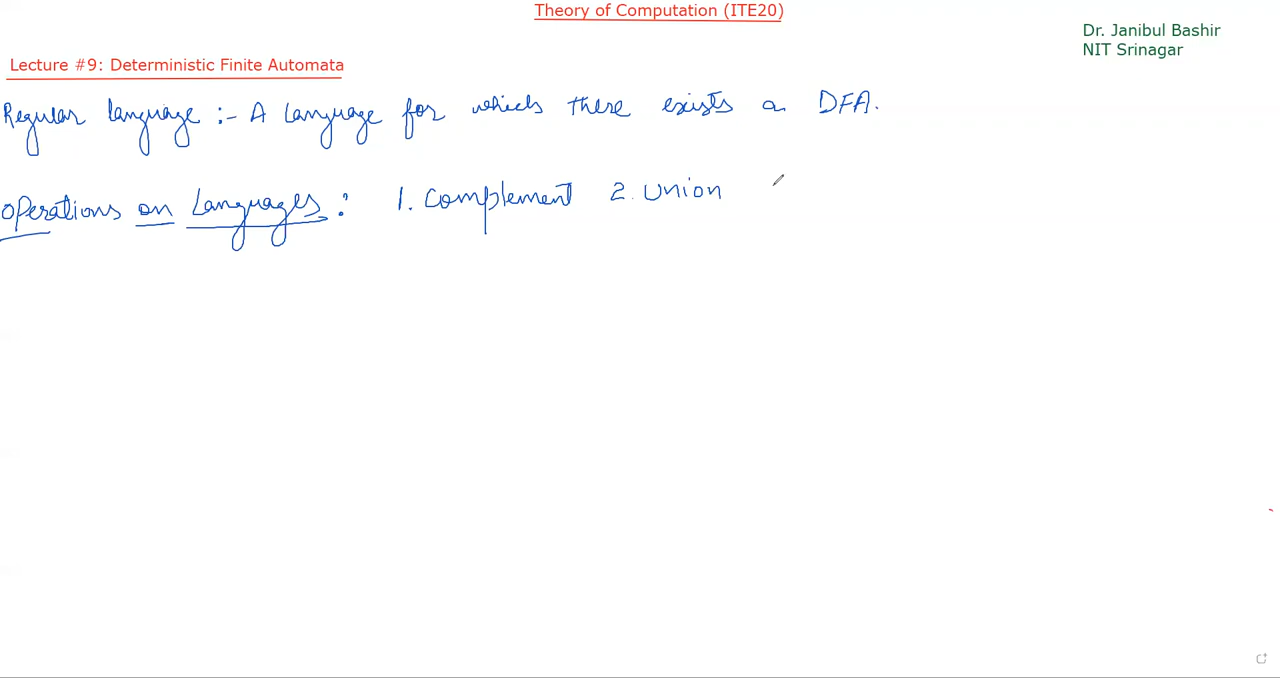 Theory of Computation (ITE20)
Dr. Janibul Bashir
NIT Srinagar
Lecture #9: Deterministic Finite Automata
Regular language :- A language for which there exists a DFA.
Operations on Languages : 1. Complement 2. Union